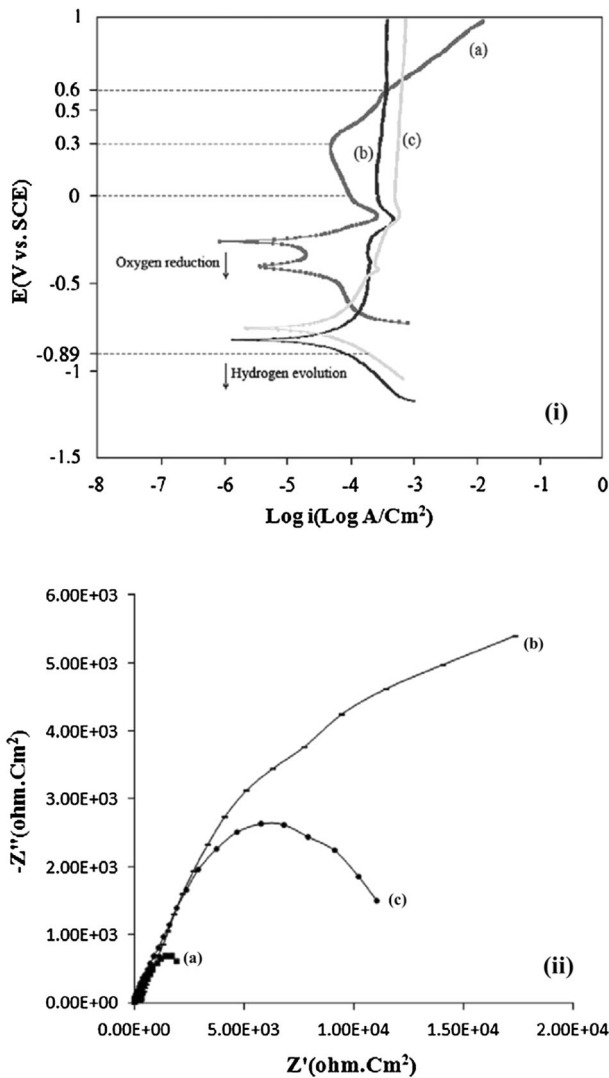 1
0.6
0.5
0.3
0
-0.5
-0.89
-1
-1.5
E(V vs. SCE)
(a)
(b)
(c)
Oxygen reduction
Hydrogen evolution
(i)
-8
-7
-6
-5
-4
-3
-2
-1
0
Log i(Log A/Cm²)
6.00E+03
5.00E+03
4.00E+03
3.00E+03
2.00E+03
1.00E+03
0.00E+00
-Z''(ohm.Cm²)
(b)
(c)
(a)
(ii)
0.00E+00
5.00E+03
1.00E+04
1.50E+04
2.00E+04
Z'(ohm.Cm²)